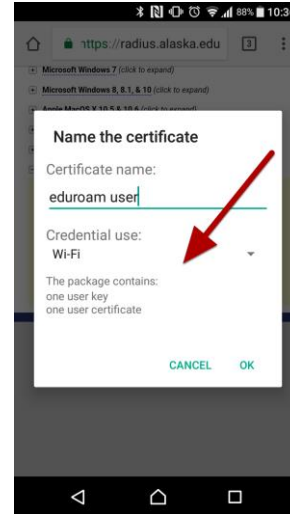 88% 10:3
https://radius.alaska.edu 3
Microsoft Windows 7 (click to expand)
Microsoft Windows 8, 8.1, & 10 (click to expand)
Apple MacOS X 10.5 & 10.6 (click to expand)
Name the certificate
Certificate name:
eduroam user
Credential use:
Wi-Fi
The package contains:
one user key
one user certificate
CANCEL OK